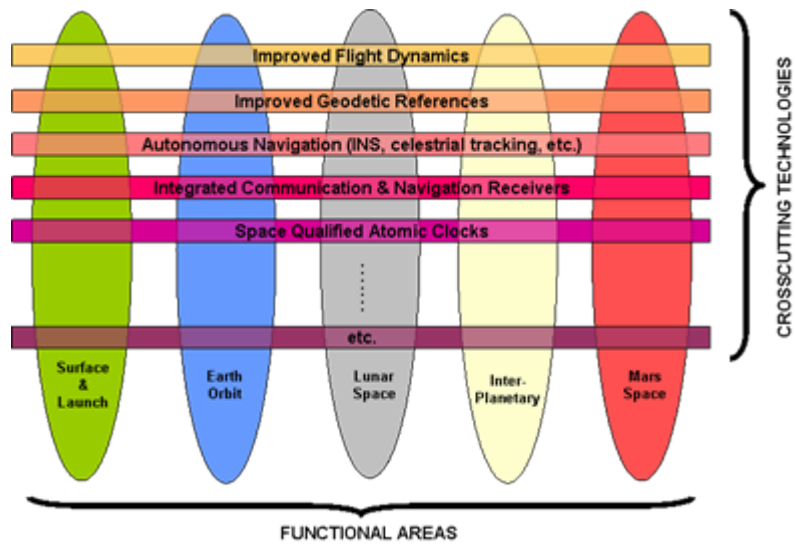 Improved Flight Dynamics
Improved Geodetic References
Autonomous Navigation (INS, celestrial tracking, etc.)
Integrated Communication & Navigation Receivers
Space Qualified Atomic Clocks
etc.
Surface
&
Launch
Earth
Orbit
Lunar
Space
Inter-
Planetary
Mars
Space
FUNCTIONAL AREAS
CROSSCUTTING TECHNOLOGIES